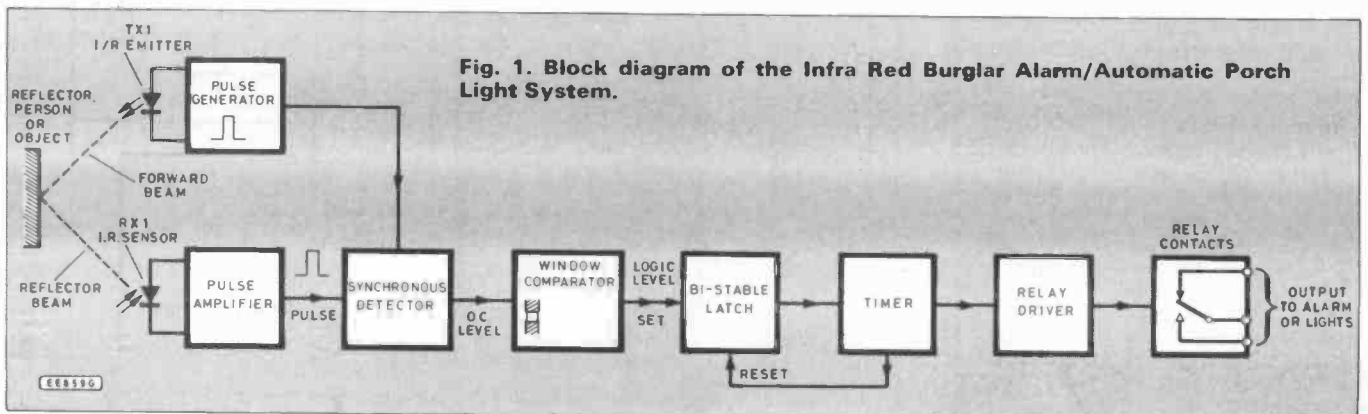 TX1
I/R EMITTER
PULSE
GENERATOR
Fig. 1. Block diagram of the Infra Red Burglar Alarm/Automatic Porch
Light System.
REFLECTOR,
PERSON
OR
OBJECT
FORWARD
BEAM
RX1
I.R. SENSOR
REFLECTOR
BEAM
PULSE
AMPLIFIER
PULSE
SYNCHRONOUS
DETECTOR
DC
LEVEL
WINDOW
COMPARATOR
LOGIC
LEVEL
SET
BI-STABLE
LATCH
TIMER
RESET
RELAY
DRIVER
RELAY
CONTACTS
OUTPUT
TO ALARM
OR LIGHTS
EE859G